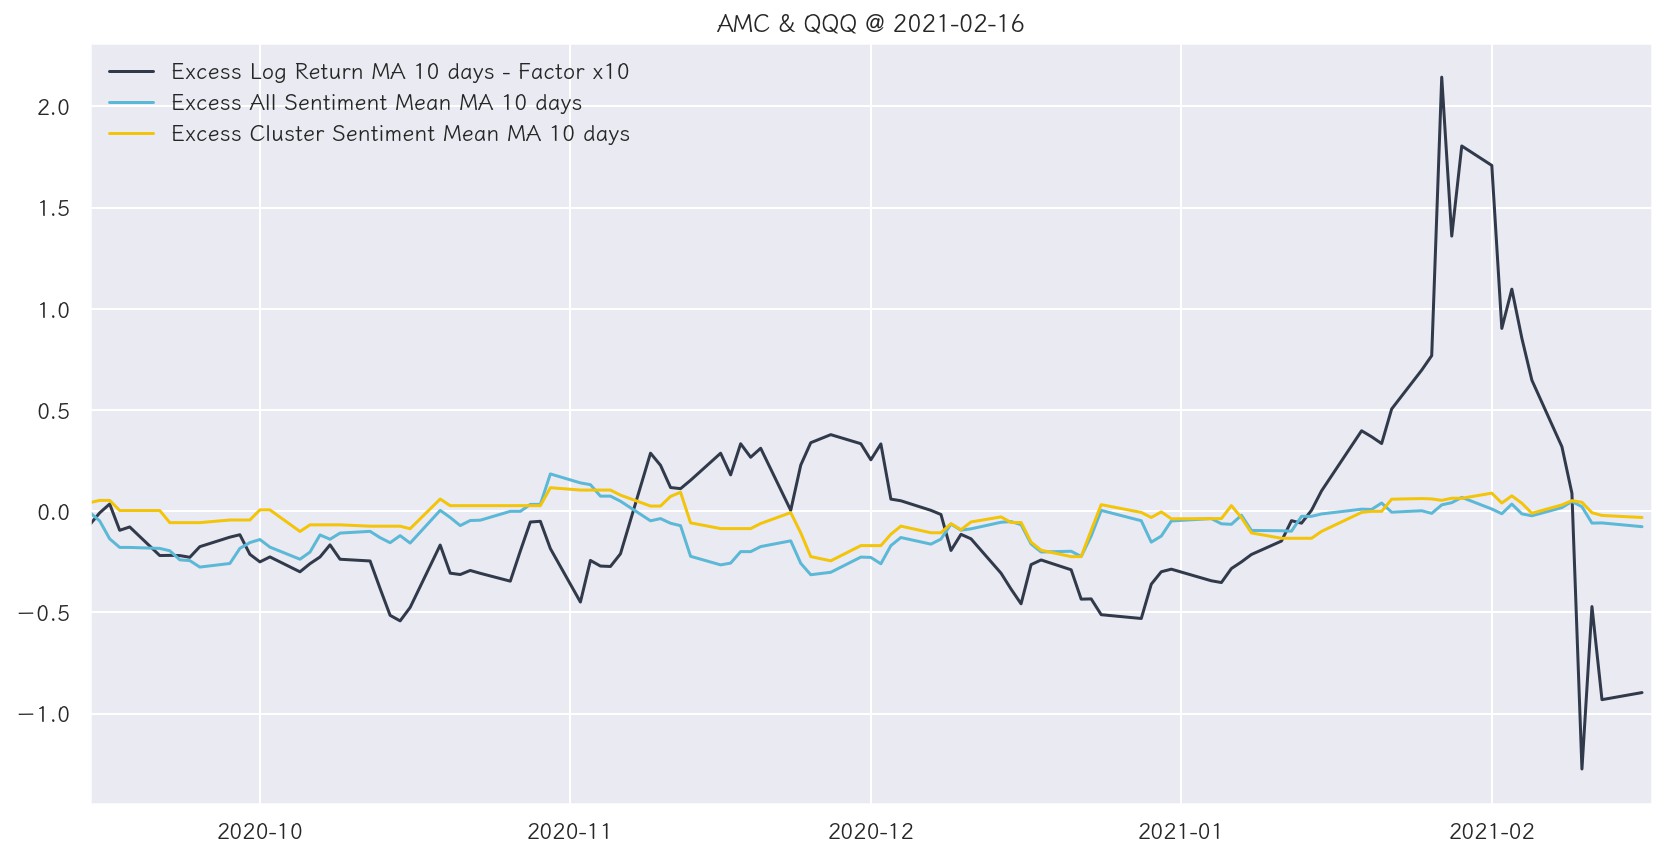 AMC & QQQ @ 2021-02-16
Excess Log Return MA 10 days - Factor x10
Excess All Sentiment Mean MA 10 days
Excess Cluster Sentiment Mean MA 10 days
2.0
1.5
1.0
0.5
0.0
−0.5
−1.0
2020-10 2020-11 2020-12 2021-01 2021-02